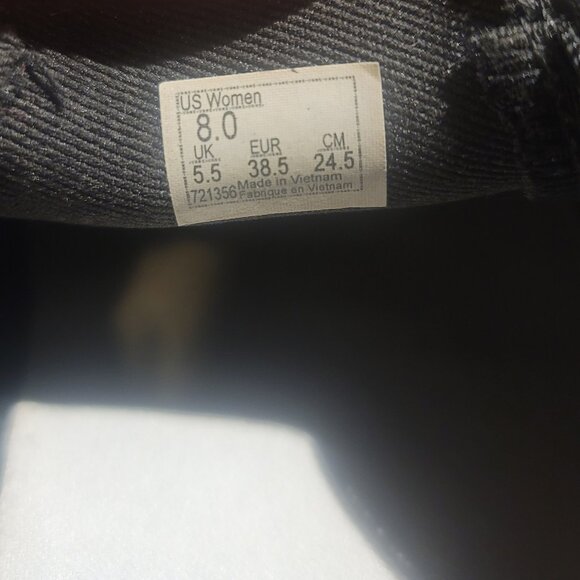 US Women
8.0
UK EUR CM.
5.5 38.5 24.5
721356 Made in Vietnam
Fabriqué en Vietnam